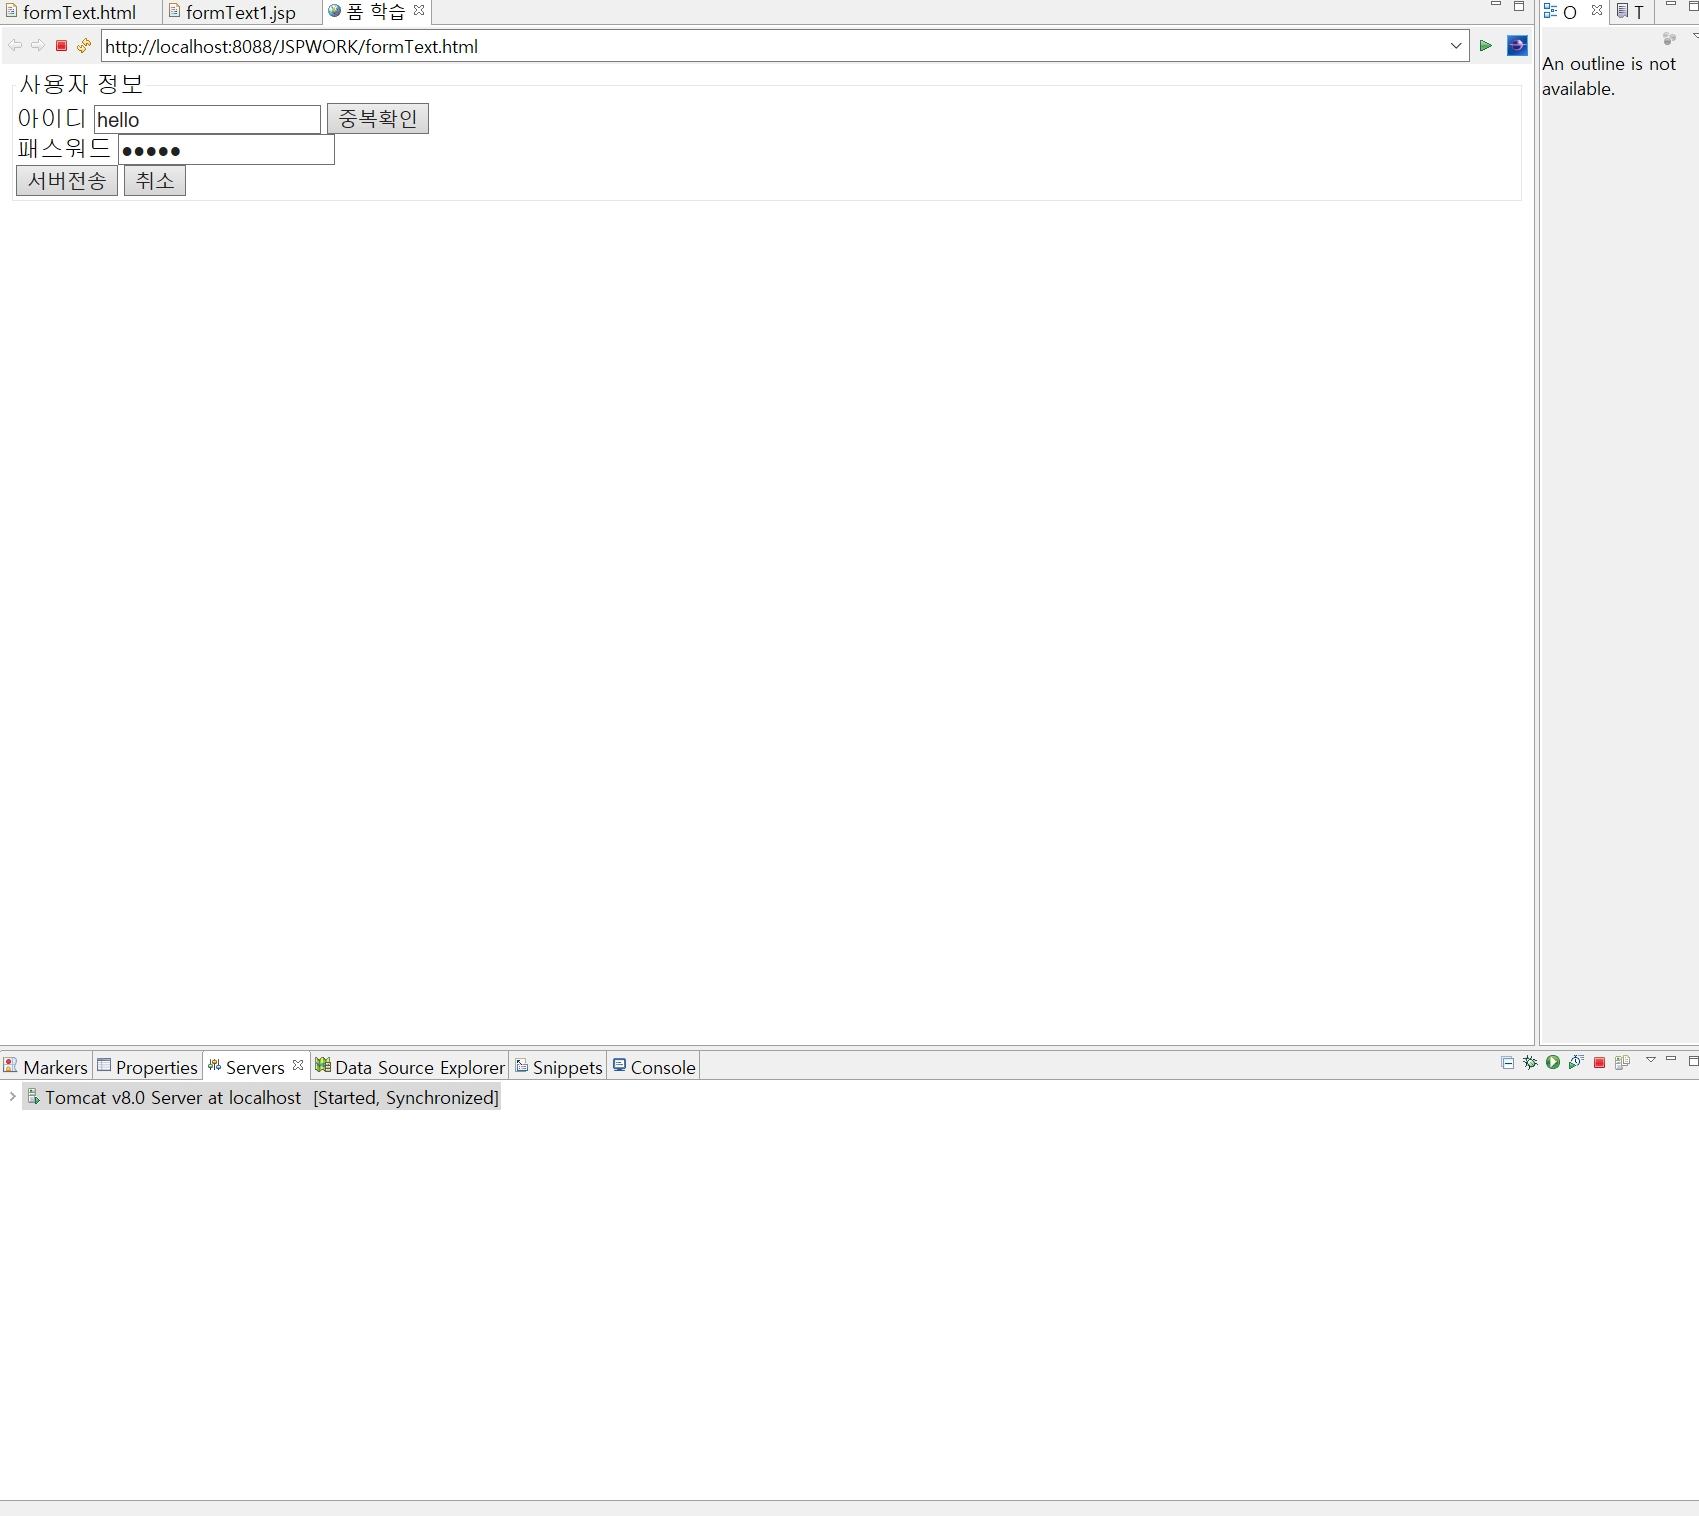 formText.html formText1.jsp 폼 학습 O T
http://localhost:8088/JSPWORK/formText.html
An outline is not
available.
사용자 정보
아이디 hello 중복확인
패스워드 ●●●●●
서버전송 취소
Markers Properties Servers Data Source Explorer Snippets Console
Tomcat v8.0 Server at localhost [Started, Synchronized]